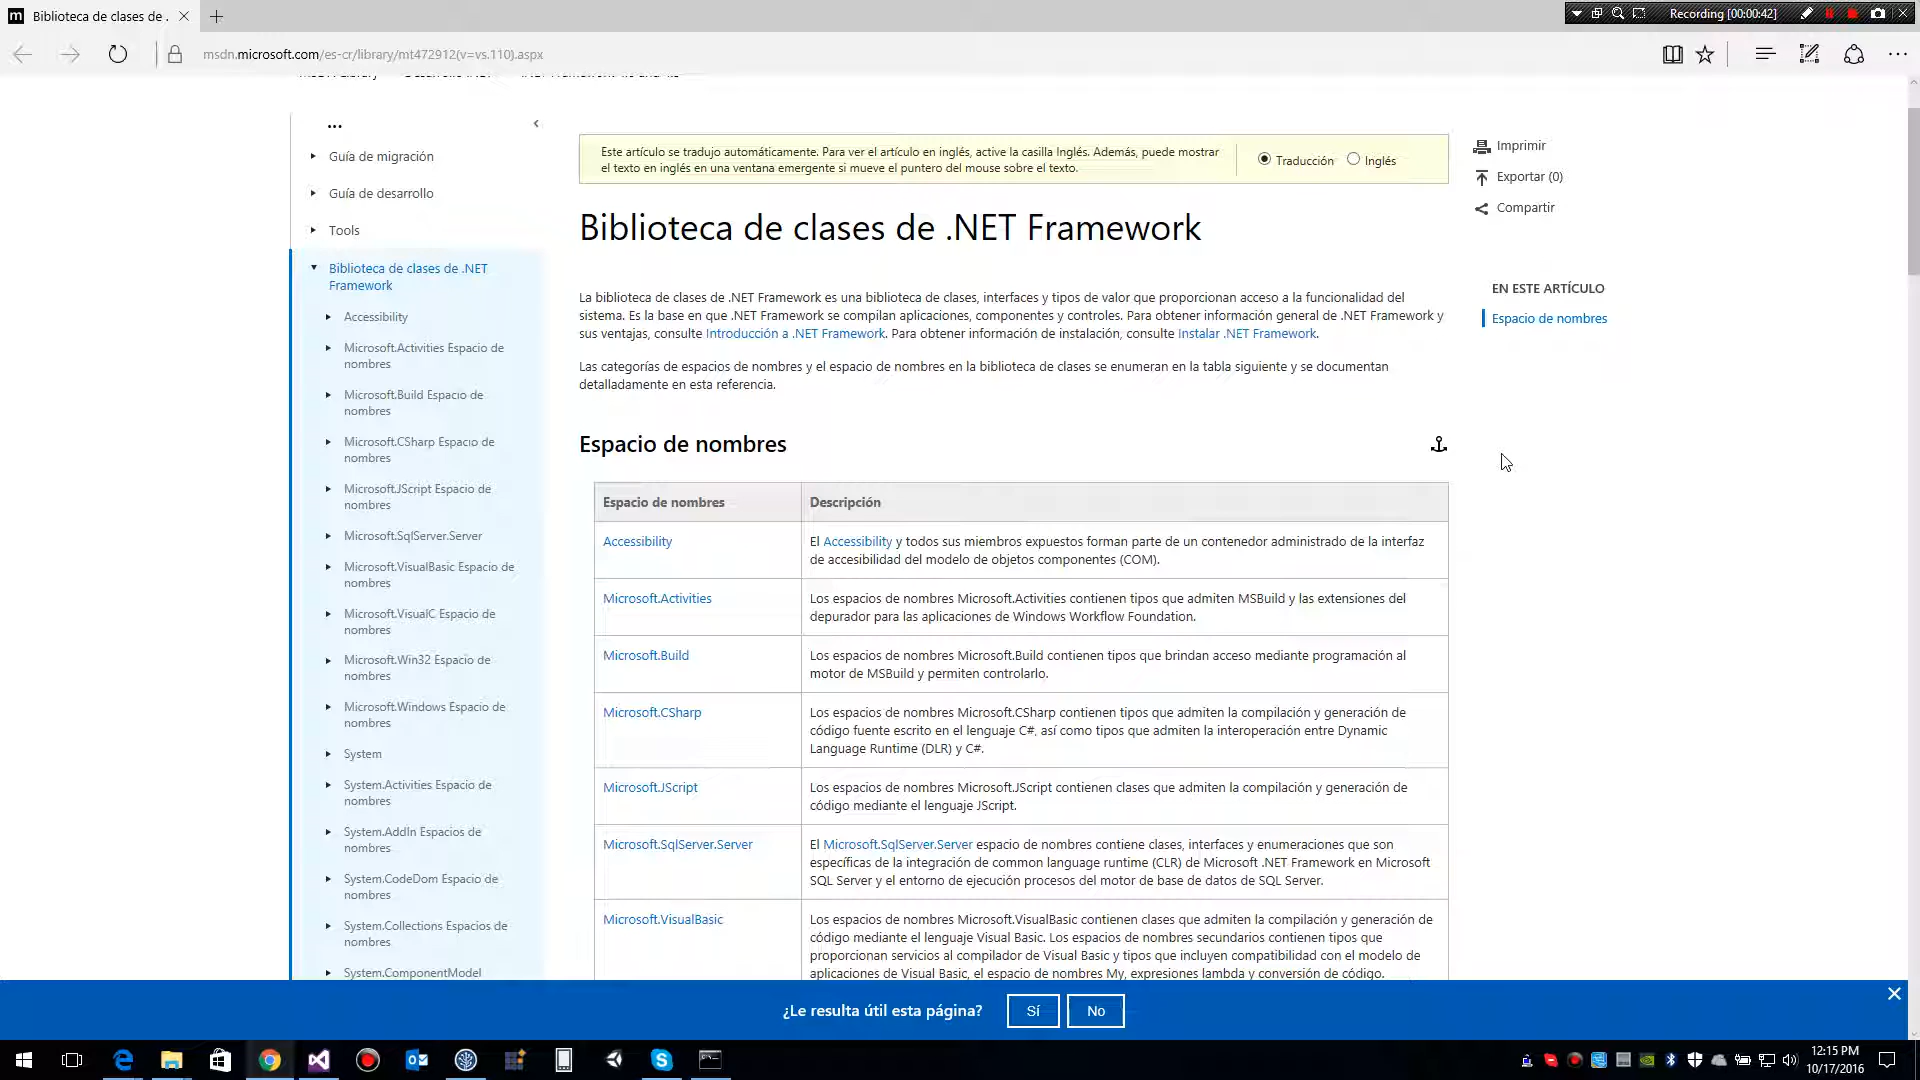 Biblioteca de clases de .
Recording [00:00:42]
msdn.microsoft.com/es-cr/library/mt472912(v=vs.110).aspx
...
Guía de migración
Guía de desarrollo
Tools
Biblioteca de clases de .NET
Framework
Accessibility
Microsoft.Activities Espacio de
nombres
Microsoft.Build Espacio de
nombres
Microsoft.CSharp Espacio de
nombres
Microsoft.JScript Espacio de
nombres
Microsoft.SqlServer.Server
Microsoft.VisualBasic Espacio de
nombres
Microsoft.VisualC Espacio de
nombres
Microsoft.Win32 Espacio de
nombres
Microsoft.Windows Espacio de
nombres
System
System.Activities Espacio de
nombres
System.AddIn Espacios de
nombres
System.CodeDom Espacio de
nombres
System.Collections Espacios de
nombres
System.ComponentModel
Este artículo se tradujo automáticamente. Para ver el artículo en inglés, active la casilla Inglés. Además, puede mostrar
el texto en inglés en una ventana emergente si mueve el puntero del mouse sobre el texto.
Traducción Inglés
Biblioteca de clases de .NET Framework
La biblioteca de clases de .NET Framework es una biblioteca de clases, interfaces y tipos de valor que proporcionan acceso a la funcionalidad del
sistema. Es la base en que .NET Framework se compilan aplicaciones, componentes y controles. Para obtener información general de .NET Framework y
sus ventajas, consulte Introducción a .NET Framework. Para obtener información de instalación, consulte Instalar .NET Framework.
Las categorías de espacios de nombres y el espacio de nombres en la biblioteca de clases se enumeran en la tabla siguiente y se documentan
detalladamente en esta referencia.
Espacio de nombres
Espacio de nombres Descripción
Accessibility
El Accessibility y todos sus miembros expuestos forman parte de un contenedor administrado de la interfaz
de accesibilidad del modelo de objetos componentes (COM).
Microsoft.Activities
Los espacios de nombres Microsoft.Activities contienen tipos que admiten MSBuild y las extensiones del
depurador para las aplicaciones de Windows Workflow Foundation.
Microsoft.Build
Los espacios de nombres Microsoft.Build contienen tipos que brindan acceso mediante programación al
motor de MSBuild y permiten controlarlo.
Microsoft.CSharp
Los espacios de nombres Microsoft.CSharp contienen tipos que admiten la compilación y generación de
código fuente escrito en el lenguaje C#, así como tipos que admiten la interoperación entre Dynamic
Language Runtime (DLR) y C#.
Microsoft.JScript
Los espacios de nombres Microsoft.JScript contienen clases que admiten la compilación y generación de
código mediante el lenguaje JScript.
Microsoft.SqlServer.Server
El Microsoft.SqlServer.Server espacio de nombres contiene clases, interfaces y enumeraciones que son
específicas de la integración de common language runtime (CLR) de Microsoft .NET Framework en Microsoft
SQL Server y el entorno de ejecución procesos del motor de base de datos de SQL Server.
Microsoft.VisualBasic
Los espacios de nombres Microsoft.VisualBasic contienen clases que admiten la compilación y generación de
código mediante el lenguaje Visual Basic. Los espacios de nombres secundarios contienen tipos que
proporcionan servicios al compilador de Visual Basic y tipos que incluyen compatibilidad con el modelo de
aplicaciones de Visual Basic, el espacio de nombres My, expresiones lambda y conversión de código.
Imprimir
Exportar (0)
Compartir
EN ESTE ARTÍCULO
Espacio de nombres
¿Le resulta útil esta página? Sí No
12:15 PM
10/17/2016